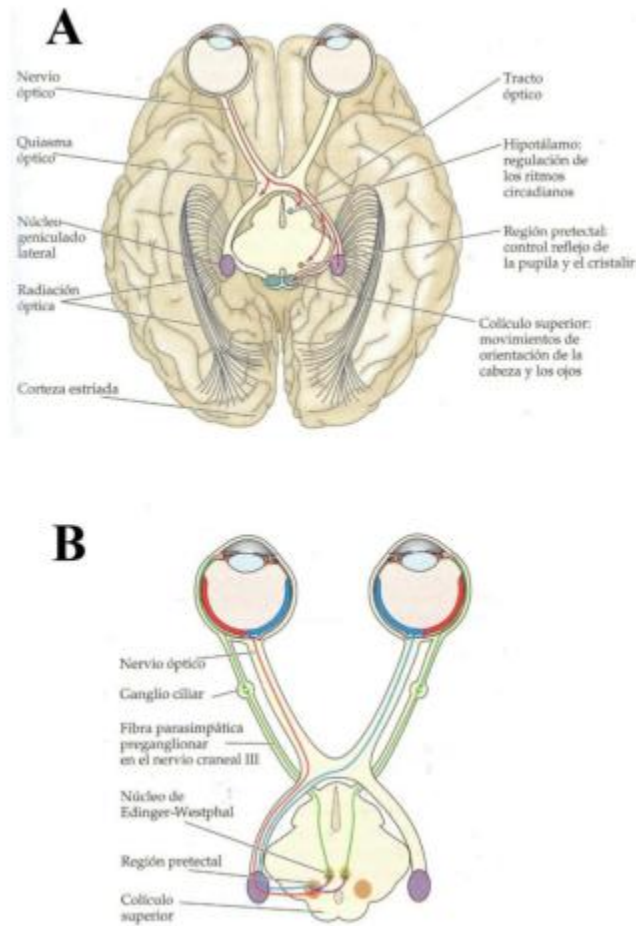 A
Nervio
óptico
Quiasma
óptico
Núcleo
geniculado
lateral
Radiación
óptica
Corteza estriada
Tracto
óptico
Hipotálamo:
regulación de
los ritmos
circadianos
Región pretectal:
control reflejo de
la pupila y el cristalir
Colículo superior:
movimientos de
orientación de la
cabeza y los ojos
B
Nervio óptico
Ganglio ciliar
Fibra parasimpática
preganglionar
en el nervio craneal III
Núcleo de
Edinger-Westphal
Región pretectal
Colículo
superior